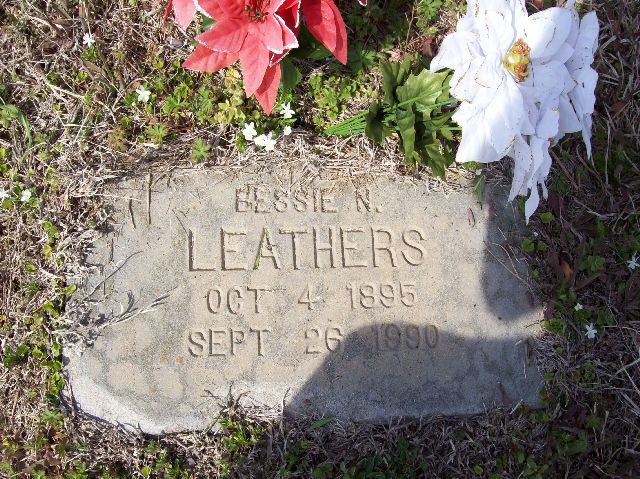 BESSIE N.
LEATHERS
OCT 4 1895
SEPT 26 1990